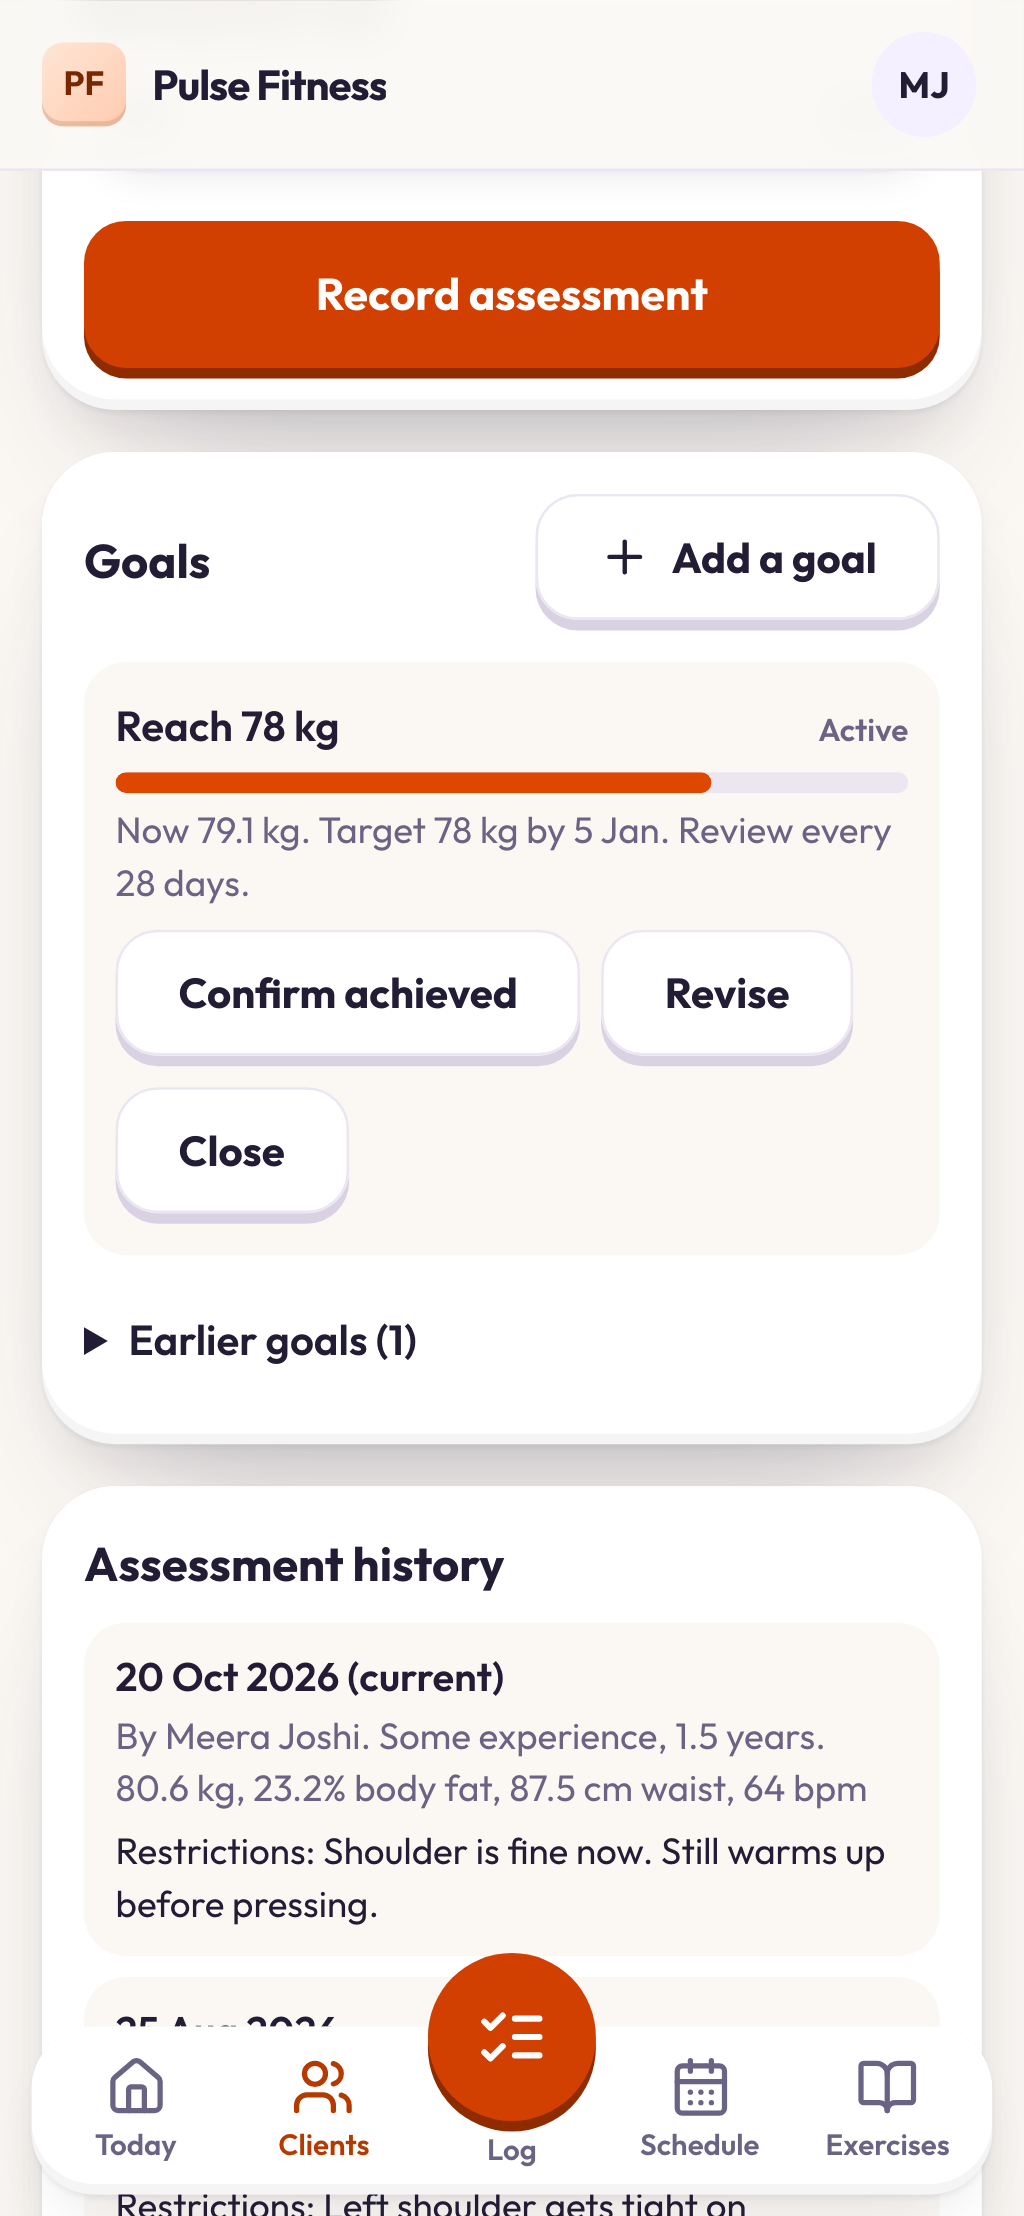 PF
Pulse Fitness
MJ
Record assessment
Goals
Add a goal
Reach 78 kg
Active
Now 79.1 kg. Target 78 kg by 5 Jan. Review every
28 days.
Confirm achieved
Revise
Close
Earlier goals (1)
Assessment history
20 Oct 2026 (current)
By Meera Joshi. Some experience, 1.5 years.
80.6 kg, 23.2% body fat, 87.5 cm waist, 64 bpm
Restrictions: Shoulder is fine now. Still warms up
before pressing.
25 Aug 2026
Today
Clients
Log
Schedule
Exercises
Restrictions: Left shoulder gets tight on